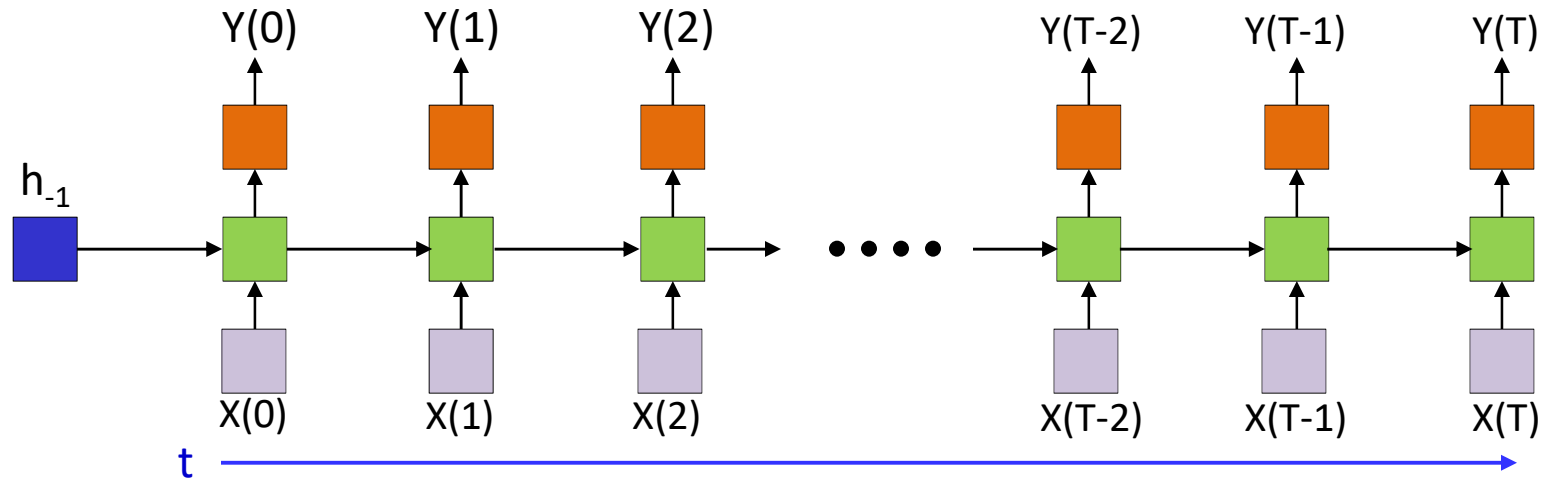 Y(0) Y(1) Y(2) Y(T-2) Y(T-1) Y(T)
h-1
X(0) X(1) X(2) X(T-2) X(T-1) X(T)
t